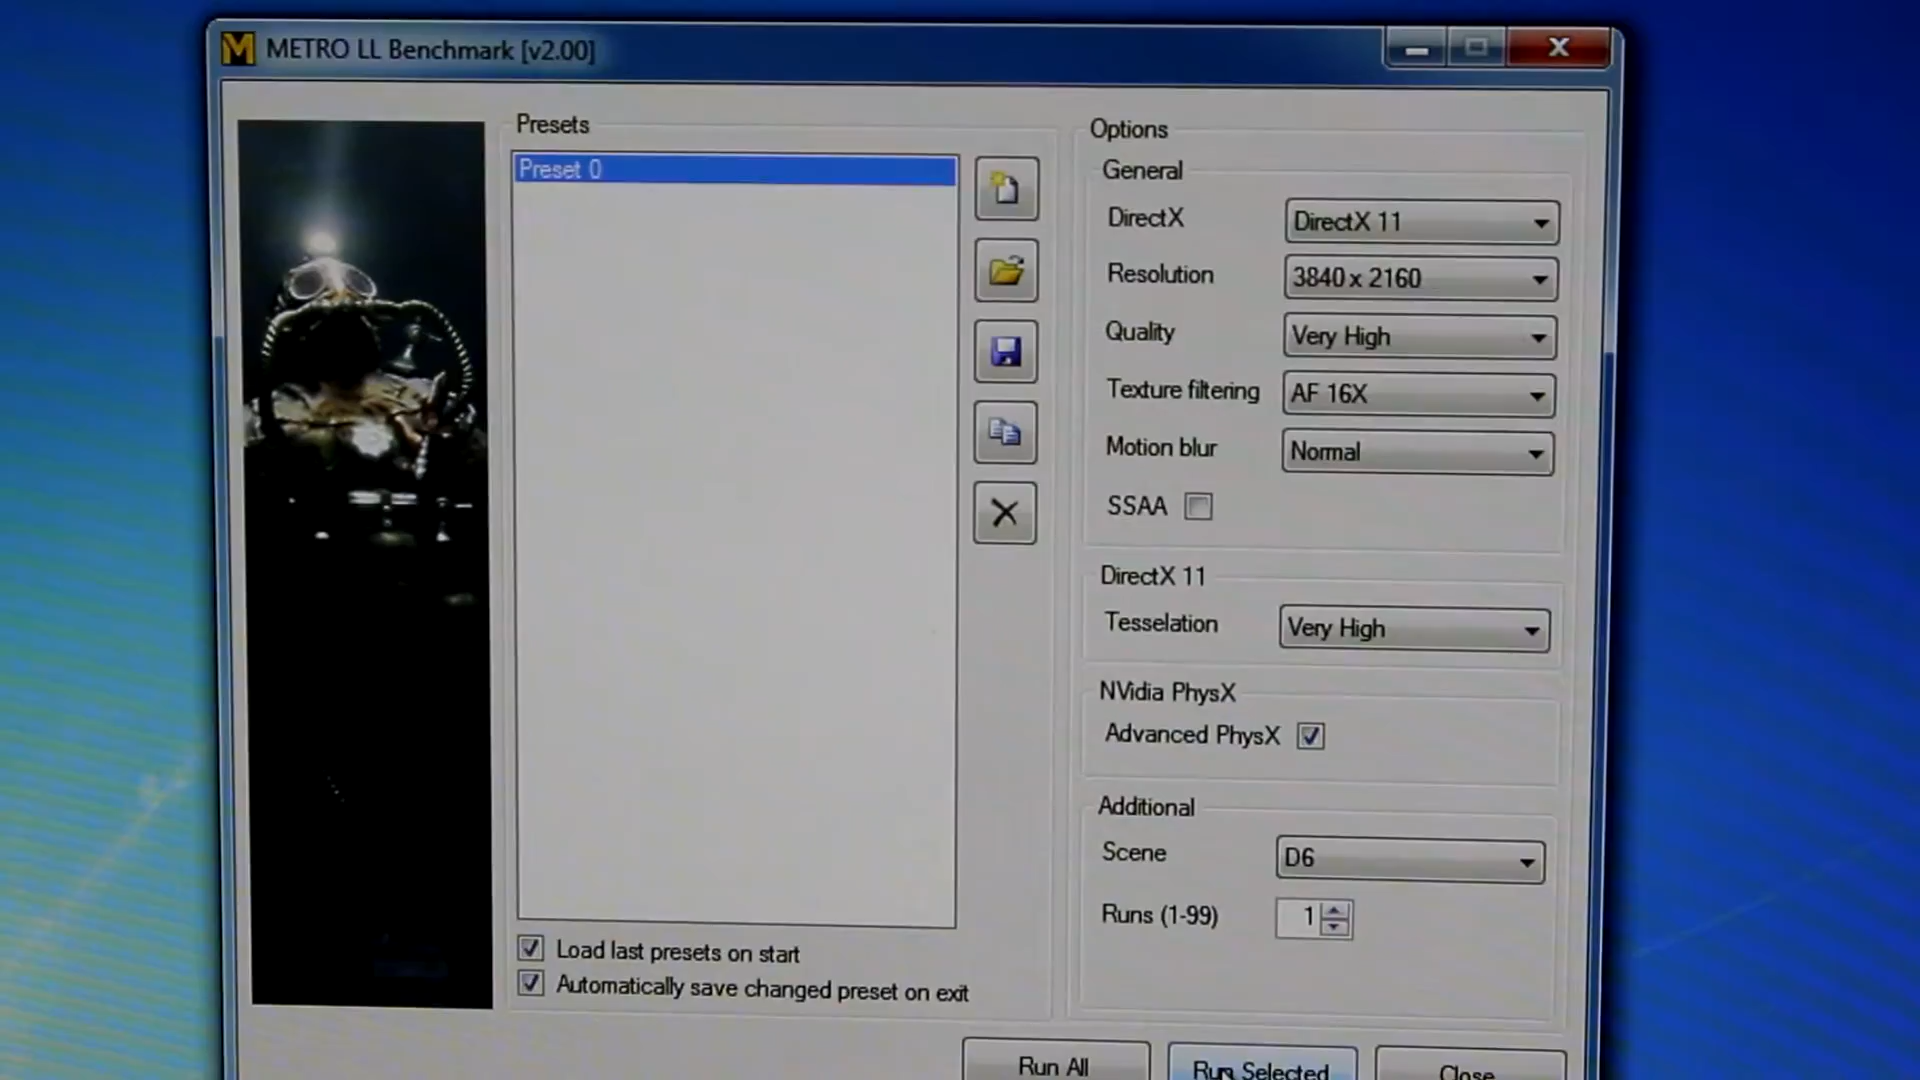 METRO LL Benchmark [v2.00]
Presets
Preset 0
Load last presets on start
Automatically save changed preset on exit
Options
General
DirectX
DirectX 11
Resolution
3840 x 2160
Quality
Very High
Texture filtering
AF 16X
Motion blur
Normal
SSAA
DirectX 11
Tesselation
Very High
NVidia PhysX
Advanced PhysX
Additional
Scene
D6
Runs (1-99)
1
Run All
Run Selected
Close